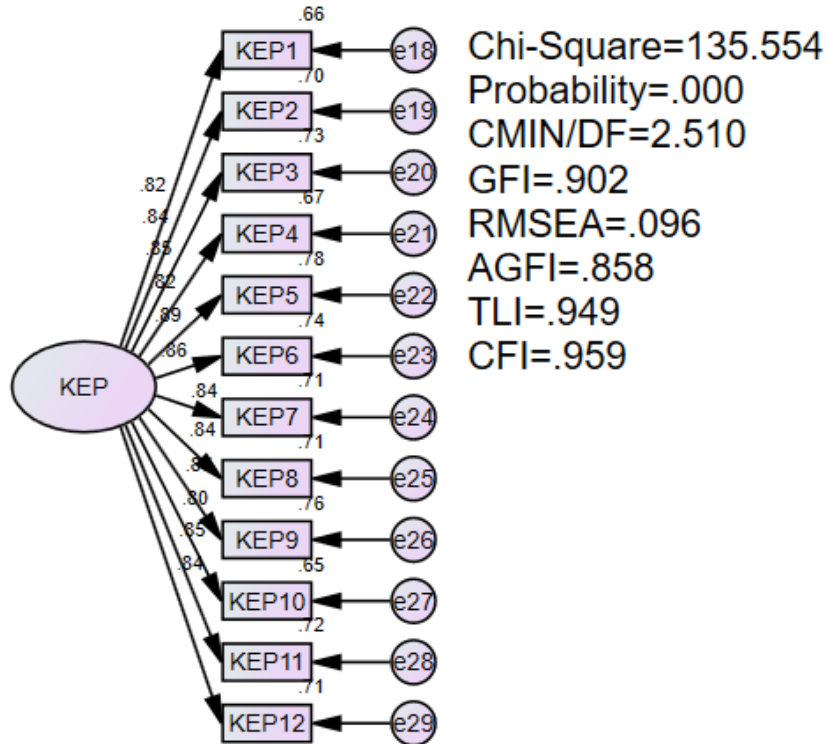 .66
KEP1
e18
.70
KEP2
e19
.73
KEP3
e20
.67
KEP4
e21
.78
KEP5
e22
.74
KEP6
e23
.71
KEP7
e24
.71
KEP8
e25
.76
KEP9
e26
.65
KEP10
e27
.72
KEP11
e28
.71
KEP12
e29
KEP
.82
.84
.85
.82
.89
.86
.84
.84
.80
.85
.84
Chi-Square=135.554
Probability=.000
CMIN/DF=2.510
GFI=.902
RMSEA=.096
AGFI=.858
TLI=.949
CFI=.959